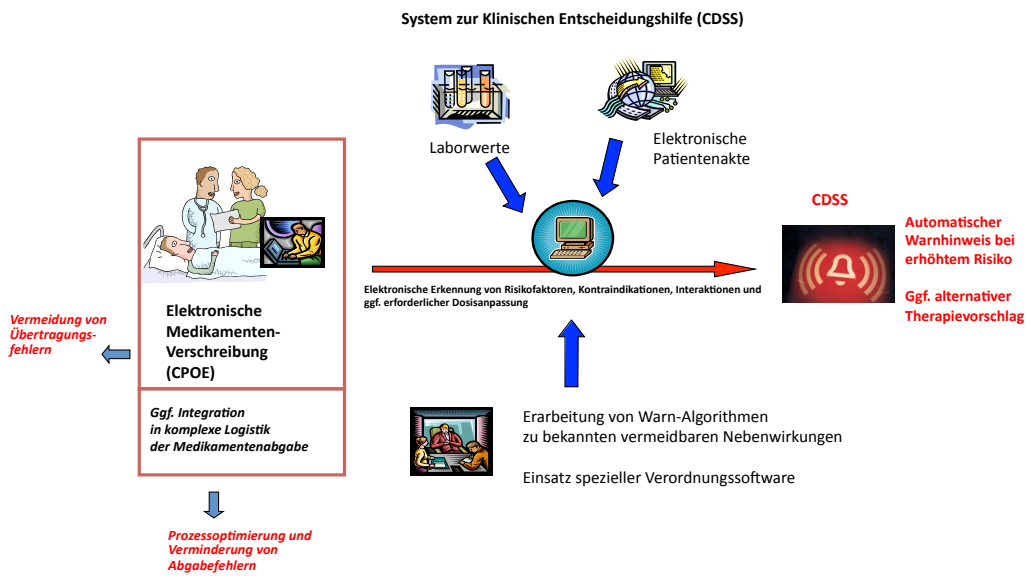 System zur Klinischen Entscheidungshilfe (CDSS)
Laborwerte
Elektronische
Patientenakte
CDSS
Automatischer
Warnhinweis bei
erhöhtem Risiko
Ggf. alternativer
Therapievorschlag
Elektronische Erkennung von Risikofaktoren, Kontraindikationen, Interaktionen und
ggf. erforderlicher Dosisanpassung
Elektronische
Medikamenten-
Verschreibung
(CPOE)
Vermeidung von
Übertragungs-
fehlern
Ggf. Integration
in komplexe Logistik
der Medikamentenabgabe
Erarbeitung von Warn-Algorithmen
zu bekannten vermeidbaren Nebenwirkungen
Einsatz spezieller Verordnungssoftware
Prozessoptimierung und
Verminderung von
Abgabefehlern